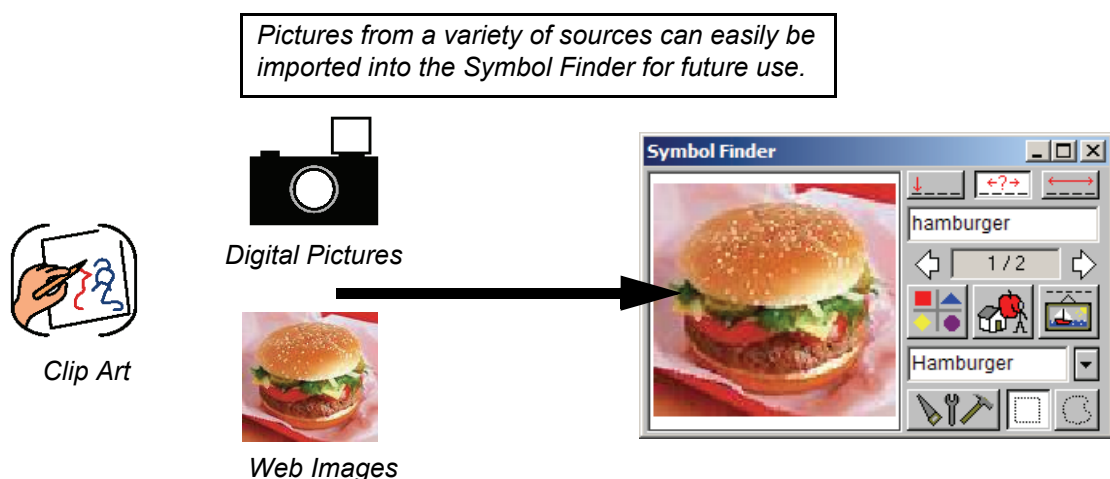 Pictures from a variety of sources can easily be
imported into the Symbol Finder for future use.
Digital Pictures
Clip Art
Web Images
Symbol Finder
←?→
hamburger
1 / 2
Hamburger